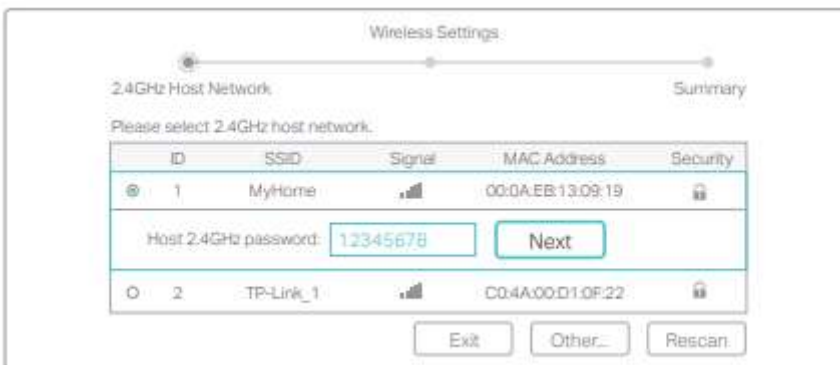 Wireless Settings
2.4GHz Host Network Summary
Please select 2.4GHz host network.
ID SSID Signal MAC Address Security
1 MyHome 00:0A:EB:13:09:19
Host 2.4GHz password: 12345678 Next
2 TP-Link_1 C0:4A:00:D1:0F:22
Exit Other... Rescan